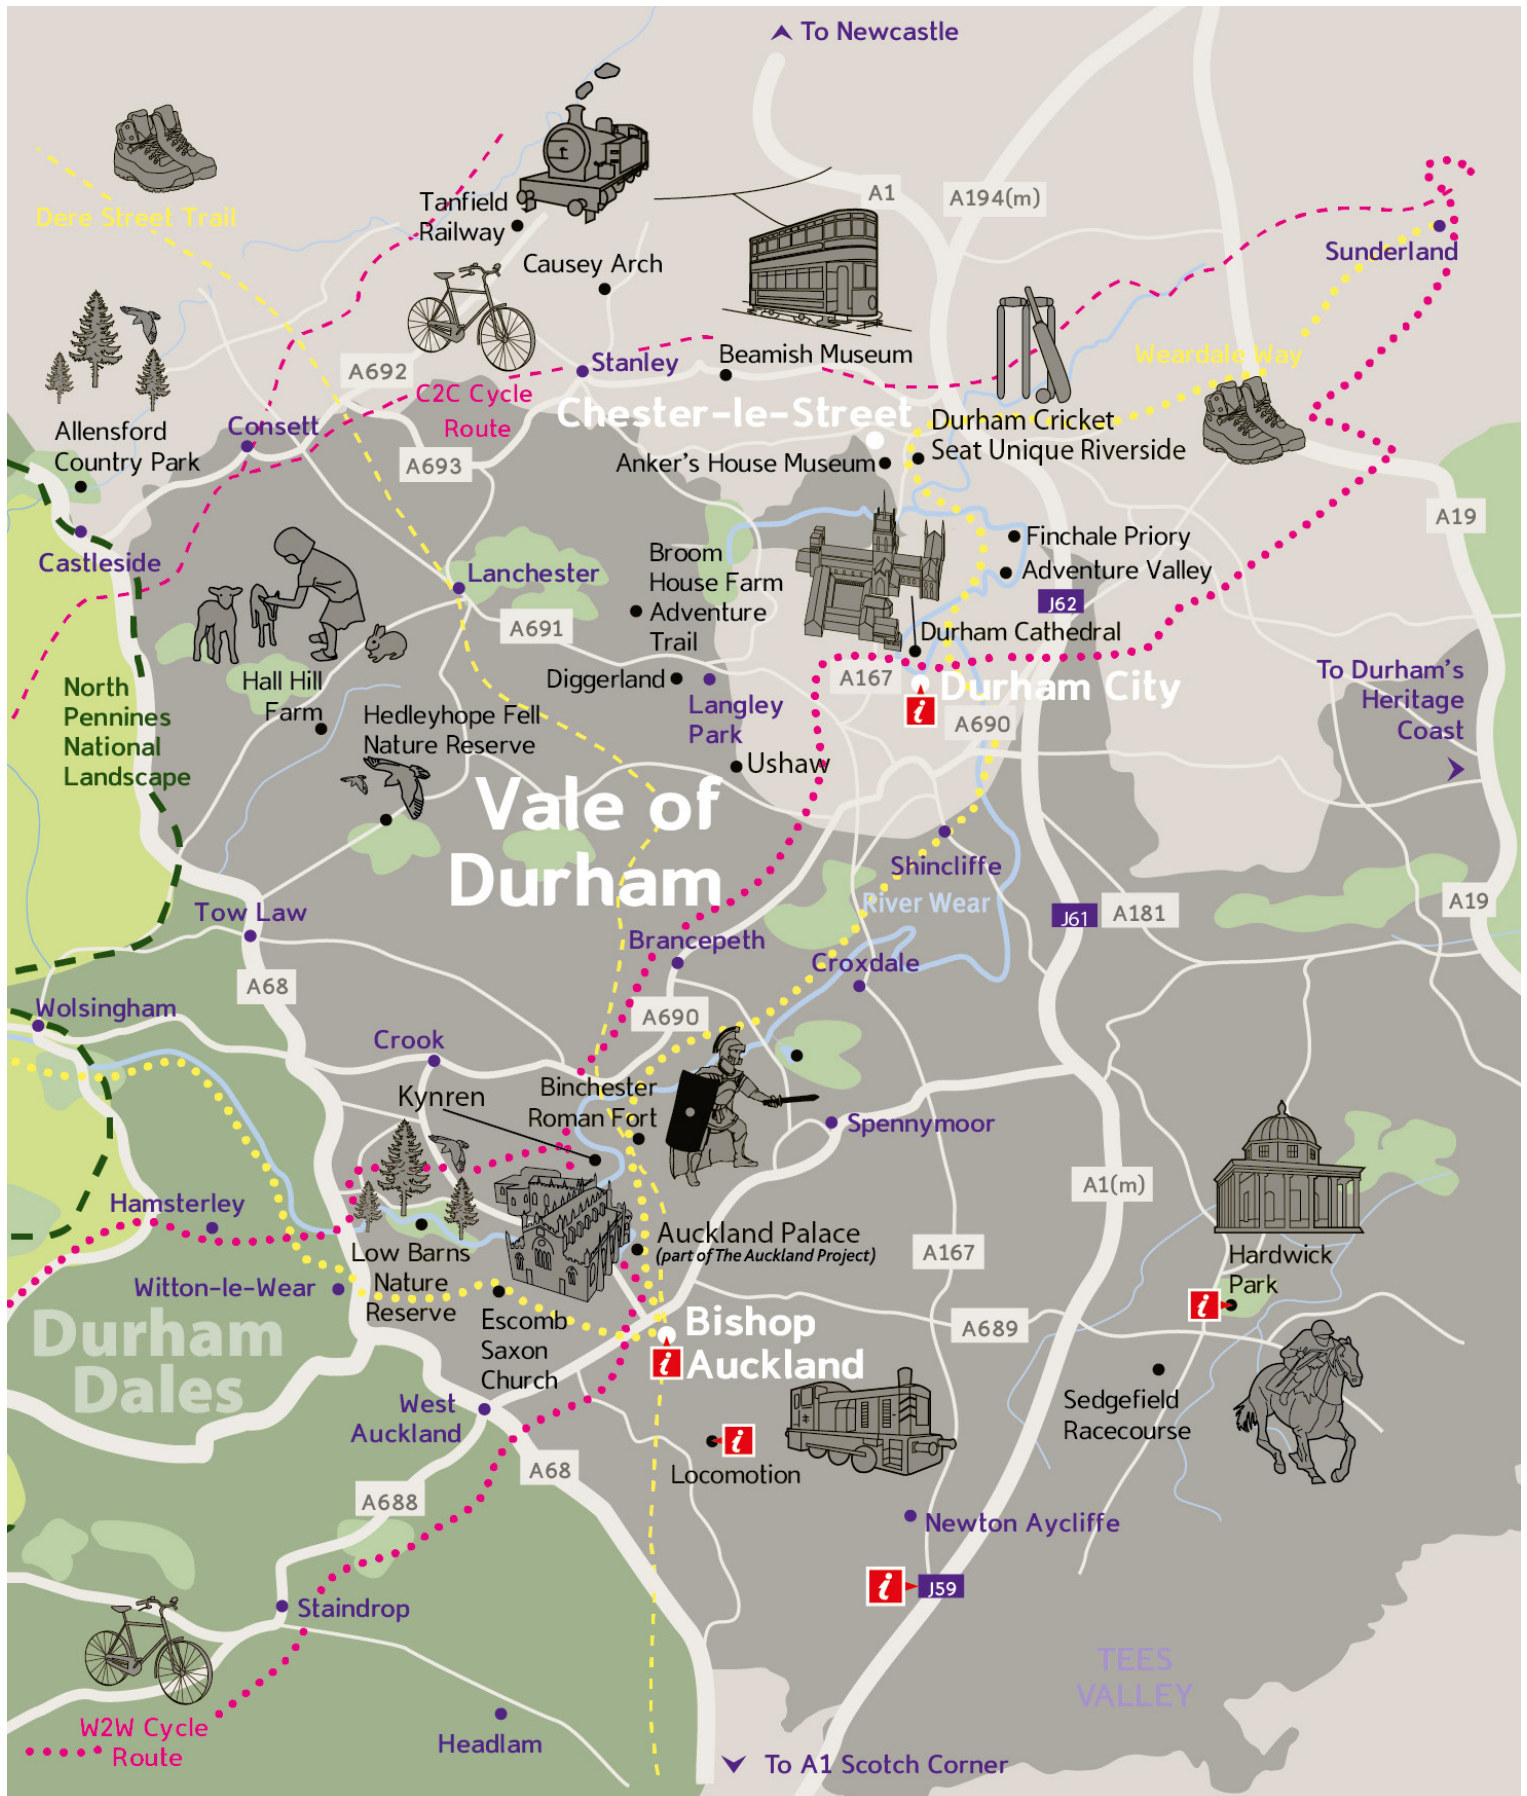 To Newcastle
A1
A194(m)
Dere Street Trail
Tanfield
Railway
Causey Arch
Sunderland
Beamish Museum
Weardale Way
Stanley
A692
C2C Cycle
Route
Chester-le-Street
Durham Cricket
Seat Unique Riverside
Allensford
Country Park
Consett
A693
Anker's House Museum
A19
Castleside
Finchale Priory
Broom
House Farm
Adventure
Trail
Adventure Valley
Lanchester
J62
A691
Durham Cathedral
North
Pennines
National
Landscape
Hall Hill
Farm
Diggerland
A167
Durham City
i
To Durham's
Heritage
Coast
Langley
Park
Hedleyhope Fell
Nature Reserve
A690
Ushaw
Vale of
Durham
Shincliffe
River Wear
Tow Law
J61
A181
A19
Brancepeth
Croxdale
A68
Wolsingham
A690
Crook
Kynren
Binchester
Roman Fort
Spennymoor
A1(m)
Hamsterley
Auckland Palace
(part of The Auckland Project)
A167
Low Barns
Nature
Reserve
Hardwick
Park
i
Witton-le-Wear
Durham
Dales
Escomb
Saxon
Church
Bishop
Auckland
i
A689
Sedgefield
Racecourse
West
Auckland
i
Locomotion
A68
A688
Newton Aycliffe
i
J59
Staindrop
TEES
VALLEY
W2W Cycle
Route
Headlam
To A1 Scotch Corner